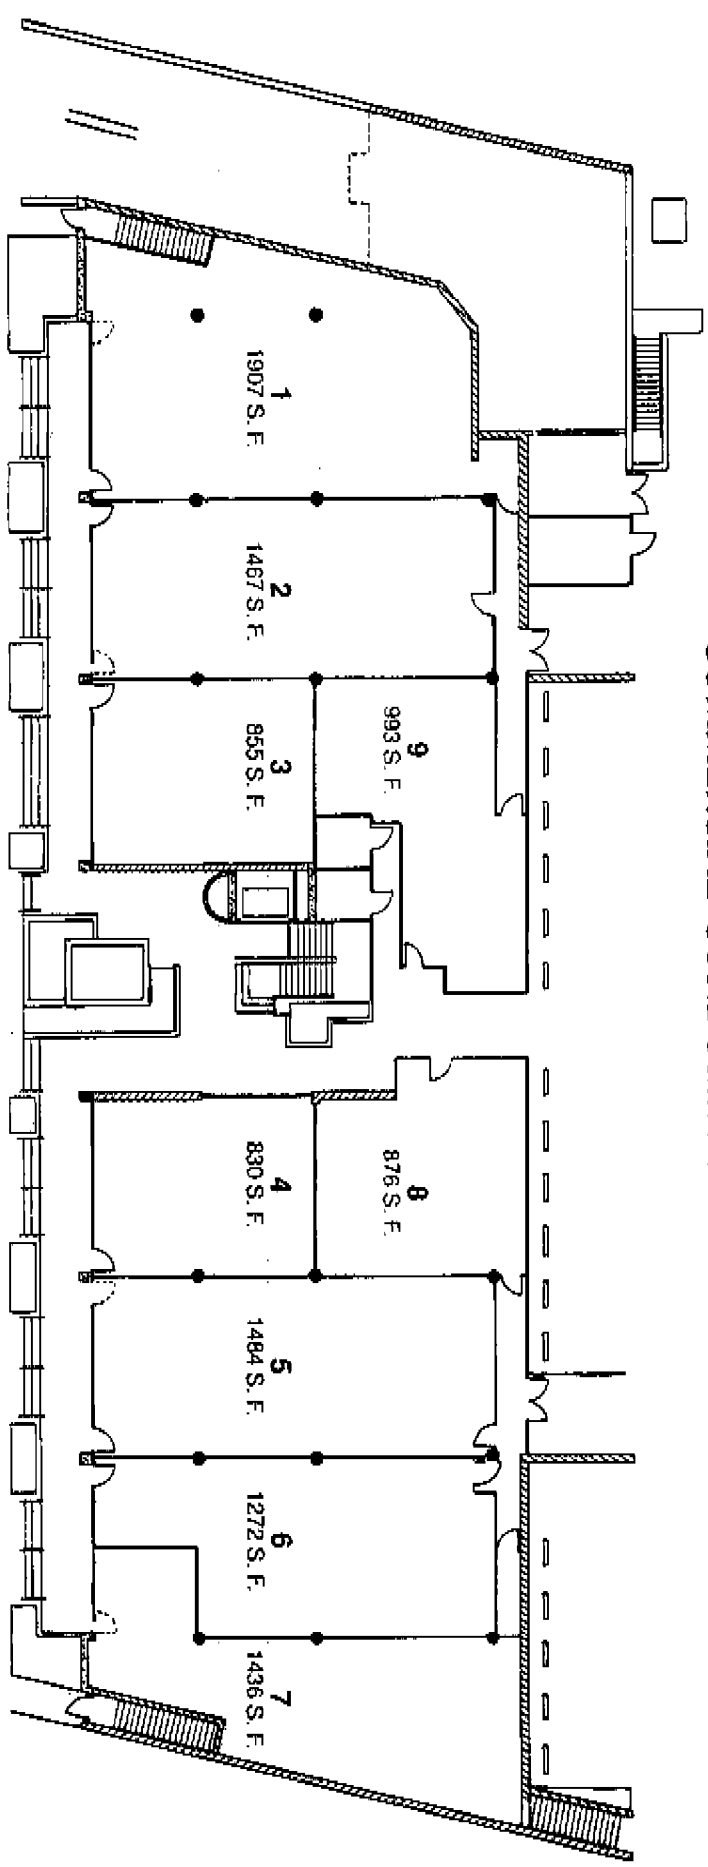 1
1907 S. F.
2
1467 S. F.
3
855 S. F.
9
993 S. F.
4
830 S. F.
8
876 S. F.
5
1484 S. F.
6
1272 S. F.
7
1436 S. F.